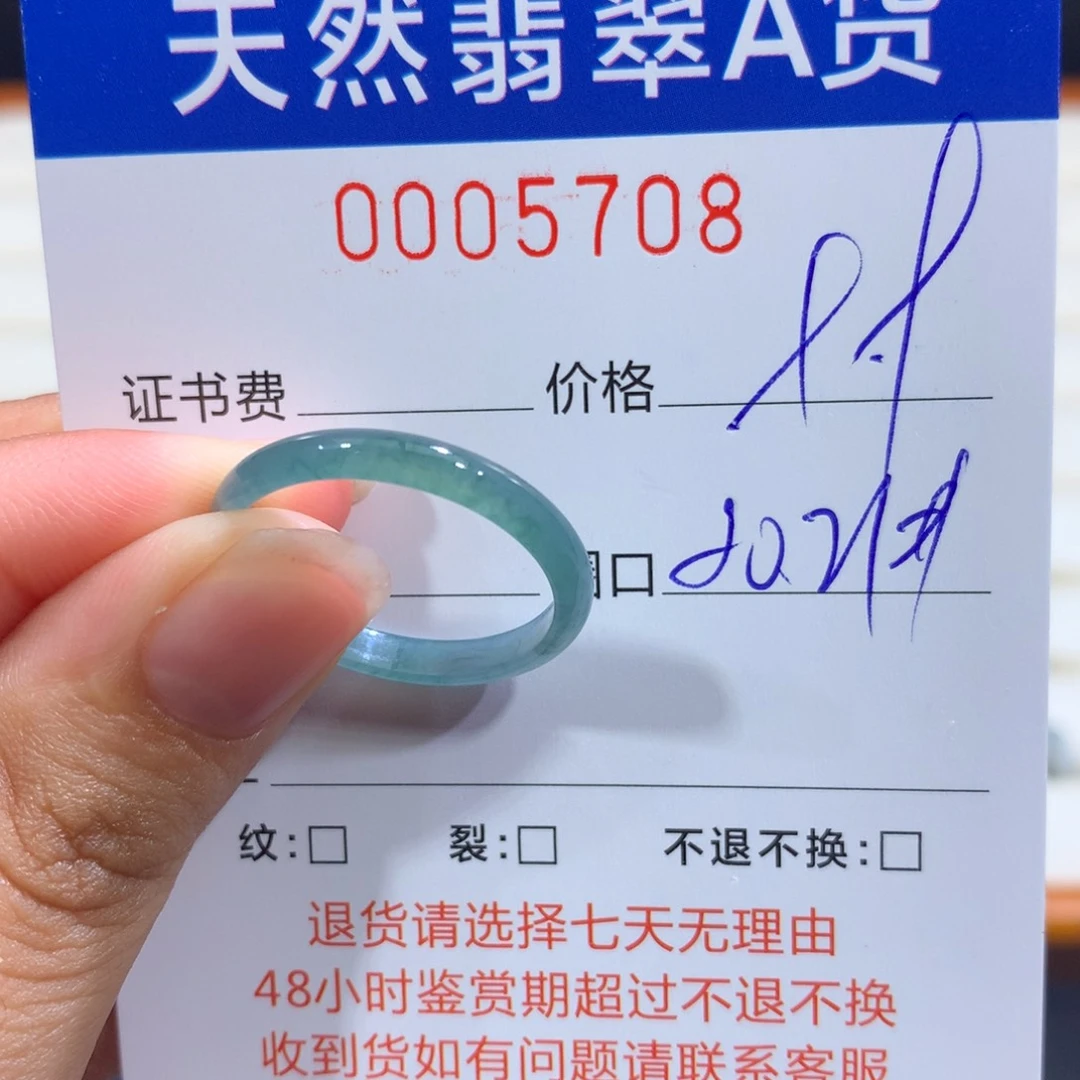 天然翡翠A货
0005708
证书费 价格
圈口
纹:□ 裂:□ 不退不换:□
退货请选择七天无理由
48小时鉴赏期超过不退不换
收到货如有问题请联系客服